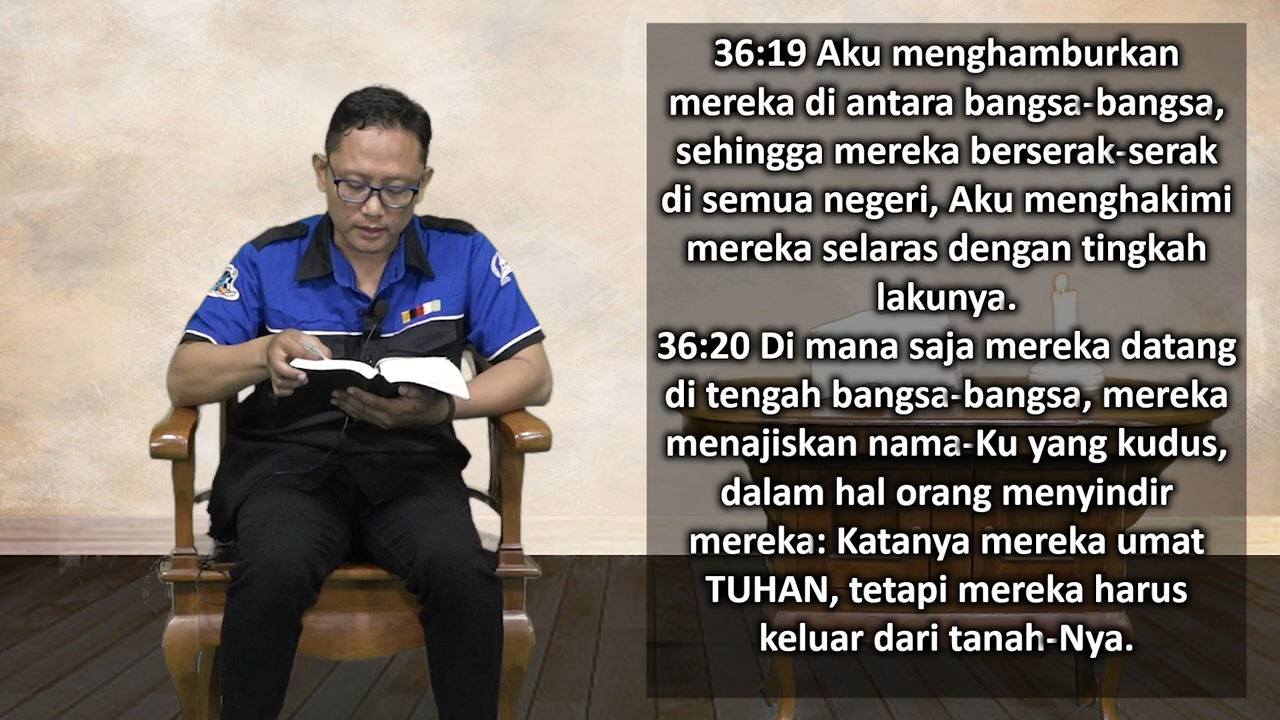 36:19 Aku menghamburkan
mereka di antara bangsa-bangsa,
sehingga mereka berserak-serak
di semua negeri, Aku menghakimi
mereka selaras dengan tingkah
lakunya.
36:20 Di mana saja mereka datang
di tengah bangsa-bangsa, mereka
menajiskan nama-Ku yang kudus,
dalam hal orang menyindir
mereka: Katanya mereka umat
TUHAN, tetapi mereka harus
keluar dari tanah-Nya.